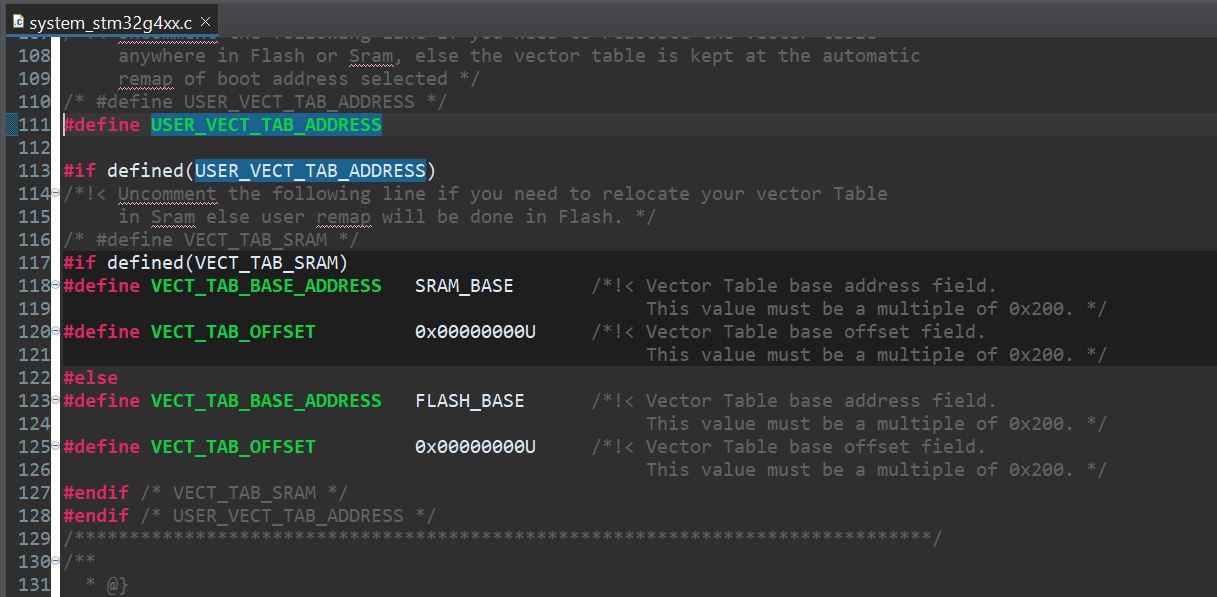 system_stm32g4xx.c
108 anywhere in Flash or Sram, else the vector table is kept at the automatic
109 remap of boot address selected */
110 /* #define USER_VECT_TAB_ADDRESS */
111 #define USER_VECT_TAB_ADDRESS
112
113 #if defined(USER_VECT_TAB_ADDRESS)
114 /*!< Uncomment the following line if you need to relocate your vector Table
115 in Sram else user remap will be done in Flash. */
116 /* #define VECT_TAB_SRAM */
117 #if defined(VECT_TAB_SRAM)
118 #define VECT_TAB_BASE_ADDRESS SRAM_BASE /*!< Vector Table base address field.
119 This value must be a multiple of 0x200. */
120 #define VECT_TAB_OFFSET 0x00000000U /*!< Vector Table base offset field.
121 This value must be a multiple of 0x200. */
122 #else
123 #define VECT_TAB_BASE_ADDRESS FLASH_BASE /*!< Vector Table base address field.
124 This value must be a multiple of 0x200. */
125 #define VECT_TAB_OFFSET 0x00000000U /*!< Vector Table base offset field.
126 This value must be a multiple of 0x200. */
127 #endif /* VECT_TAB_SRAM */
128 #endif /* USER_VECT_TAB_ADDRESS */
129 /******************************************************************************/
130 /**
131 * @}